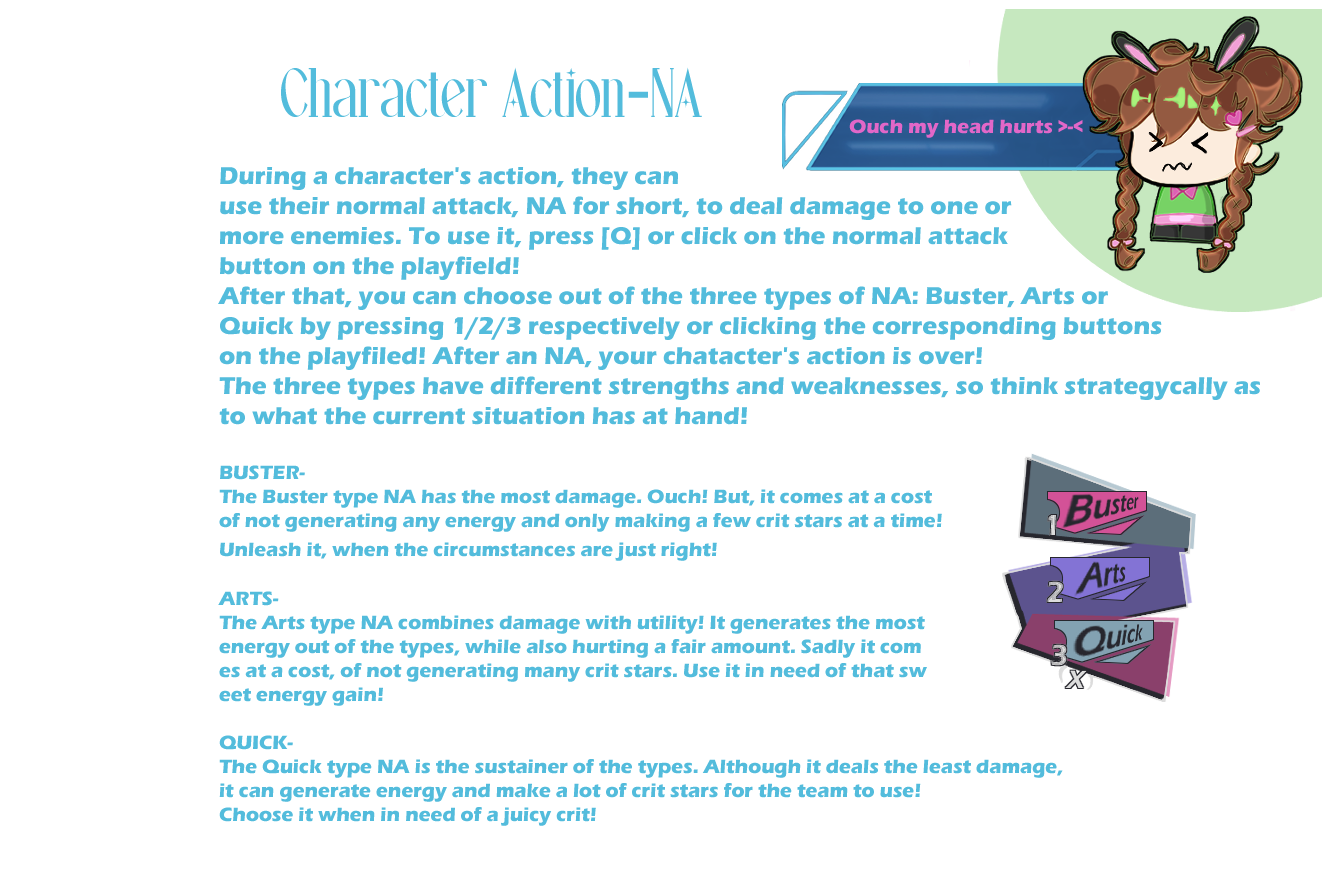 Character Action-NA
Ouch my head hurts >-<
During a character's action, they can
use their normal attack, NA for short, to deal damage to one or
more enemies. To use it, press [Q] or click on the normal attack
button on the playfield!
After that, you can choose out of the three types of NA: Buster, Arts or
Quick by pressing 1/2/3 respectively or clicking the corresponding buttons
on the playfiled! After an NA, your chatacter's action is over!
The three types have different strengths and weaknesses, so think strategycally as
to what the current situation has at hand!
BUSTER-
The Buster type NA has the most damage. Ouch! But, it comes at a cost
of not generating any energy and only making a few crit stars at a time!
Unleash it, when the circumstances are just right!
1 Buster
2 Arts
3 Quick
X
ARTS-
The Arts type NA combines damage with utility! It generates the most
energy out of the types, while also hurting a fair amount. Sadly it com
es at a cost, of not generating many crit stars. Use it in need of that sw
eet energy gain!
QUICK-
The Quick type NA is the sustainer of the types. Although it deals the least damage,
it can generate energy and make a lot of crit stars for the team to use!
Choose it when in need of a juicy crit!